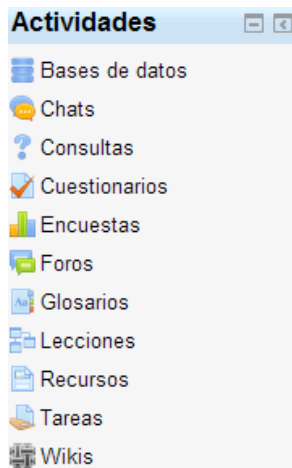 Actividades
Bases de datos
Chats
Consultas
Cuestionarios
Encuestas
Foros
Glosarios
Lecciones
Recursos
Tareas
Wikis